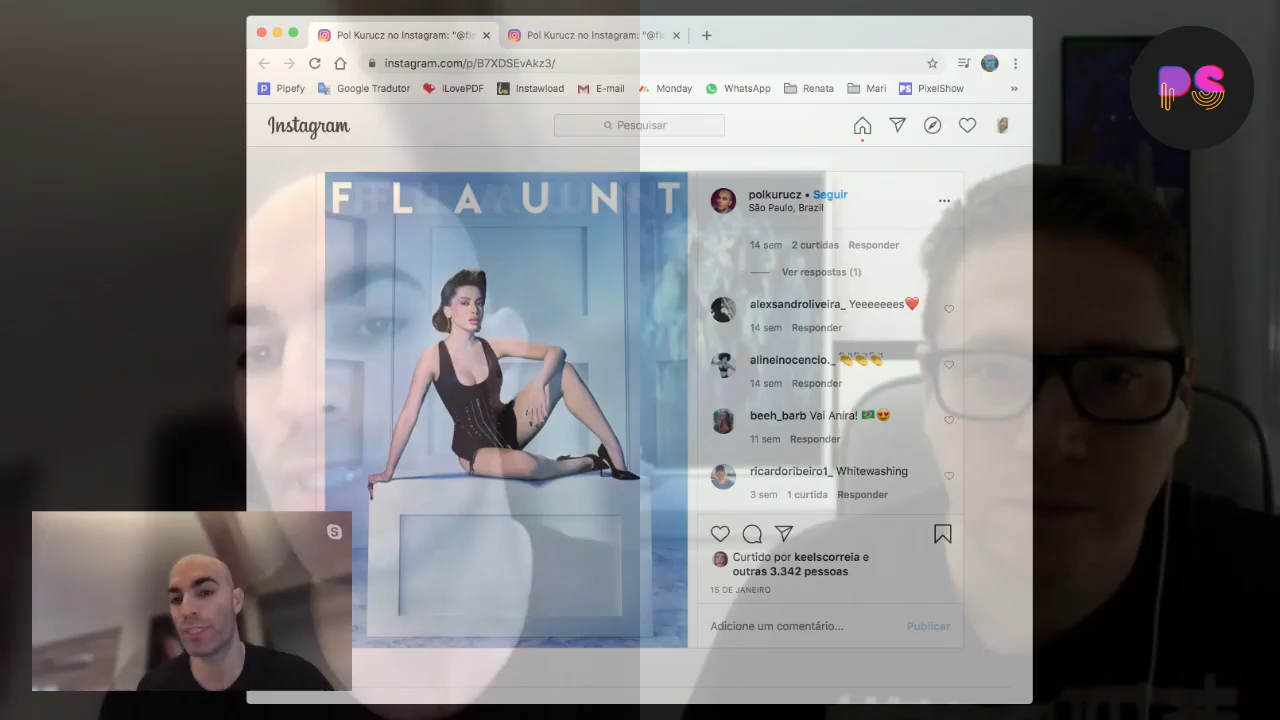 Pol Kurucz no Instagram: "@fla
Pol Kurucz no Instagram: "@fl
instagram.com/p/B7XDSEvAkz3/
Pipefy
Google Tradutor
iLovePDF
Instawload
E-mail
Monday
WhatsApp
Renata
Mari
PixelShow
»
Instagram
Pesquisar
PS
FLAUNT
polkurucz • Seguir
São Paulo, Brazil
14 sem 2 curtidas Responder
Ver respostas (1)
alexsandroliveira_ Yeeeeeees❤️
14 sem Responder
alineinocencio._ 👏👏👏
14 sem Responder
beeh_barb Vai Anira! 🇧🇷😍
11 sem Responder
ricardoribeiro1_ Whitewashing
3 sem 1 curtida Responder
Curtido por keelscorreia e
outras 3.342 pessoas
15 DE JANEIRO
Adicione um comentário... Publicar